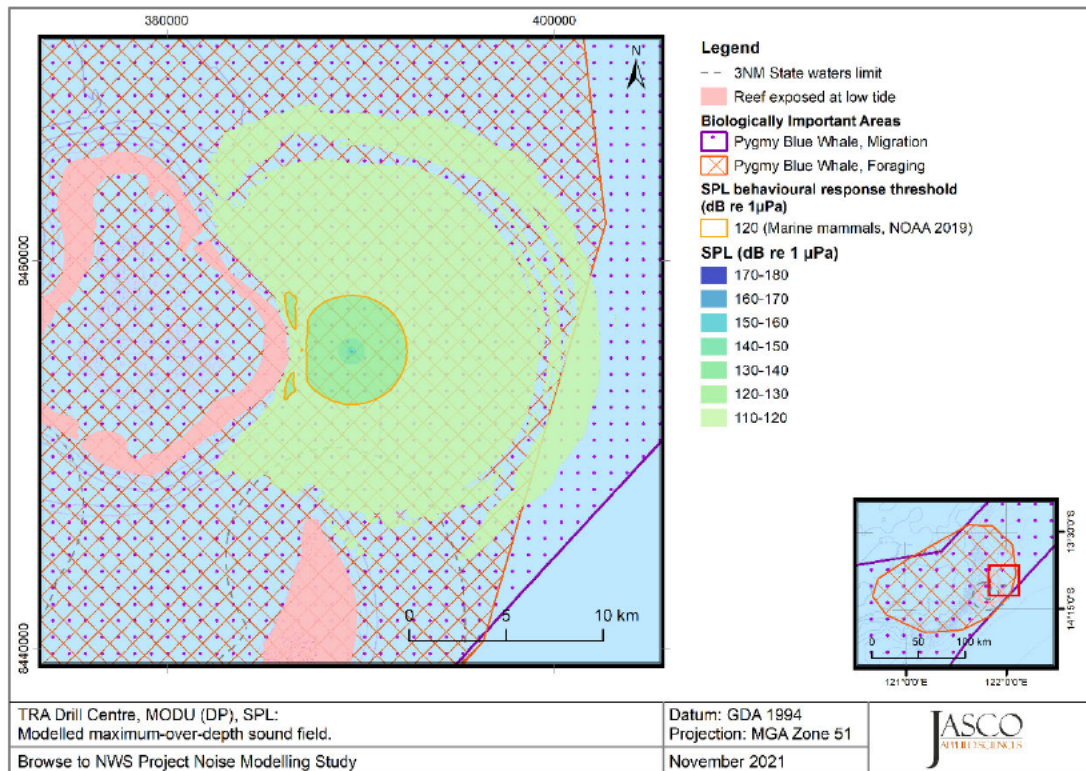 380000
400000
8460000
8440000
N
0
5
10 km
Legend
3NM State waters limit
Reef exposed at low tide
Biologically Important Areas
Pygmy Blue Whale, Migration
Pygmy Blue Whale, Foraging
SPL behavioural response threshold
(dB re 1µPa)
120 (Marine mammals, NOAA 2019)
SPL (dB re 1 µPa)
170-180
160-170
150-160
140-150
130-140
120-130
110-120
13°30'0"S
14°15'0"S
0
50
100 km
121°0'0"E
122°0'0"E
TRA Drill Centre, MODU (DP), SPL:
Modelled maximum-over-depth sound field.
Browse to NWS Project Noise Modelling Study
Datum: GDA 1994
Projection: MGA Zone 51
November 2021
JASCO
APPLIED SCIENCES